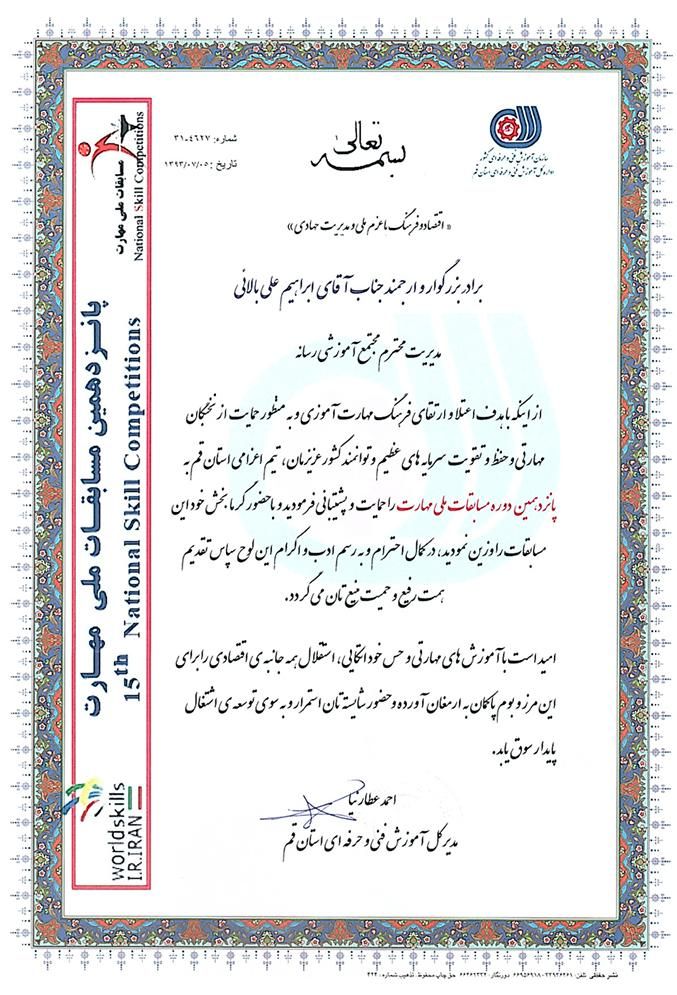 بسمه تعالی
سازمان آموزش فنی و حرفه ای کشور
اداره کل آموزش فنی و حرفه ای استان قم
شماره: ۳۱-۴۶۲۷
تاریخ: ۱۳۹۳/۰۷/۰۵
« اقتصاد و فرهنگ با عزم ملی و مدیریت جهادی»
برادر بزرگوار و ارجمند جناب آقای ابراهیم علی بالائی
مدیریت محترم مجتمع آموزشی رسانه
از اینکه با هدف اعتلا و ارتقای فرهنگ مهارت آموزی و به منظور حمایت از نخبگان
مهارتی و حفظ و تقویت سرمایه های عظیم و توانمند کشور عزیزمان، تیم اعزامی استان قم به
پانزدهمین دوره مسابقات ملی مهارت را حمایت و پشتیبانی فرمودید و با حضور گرما بخش خود این
مسابقات را وزین نمودید، در کمال احترام و به رسم ادب و اکرام این لوح سپاس تقدیم
همت رفیع و حمیت منیع تان می گردد.
امید است با آموزش های مهارتی و حس خود اتکایی، استقلال همه جانبه ی اقتصادی را برای
این مرز و بوم پاکمان به ارمغان آورده و حضور شایسته تان استمرار و به سوی توسعه ی اشتغال
پایدار سوق یابد.
احمد عطارنیا
مدیر کل آموزش فنی و حرفه ای استان قم
مسابقات ملی مهارت
National Skill Competitions
پانزدهمین مسابقات ملی مهارت
15th National Skill Competitions
worldskills
I.R.IRAN